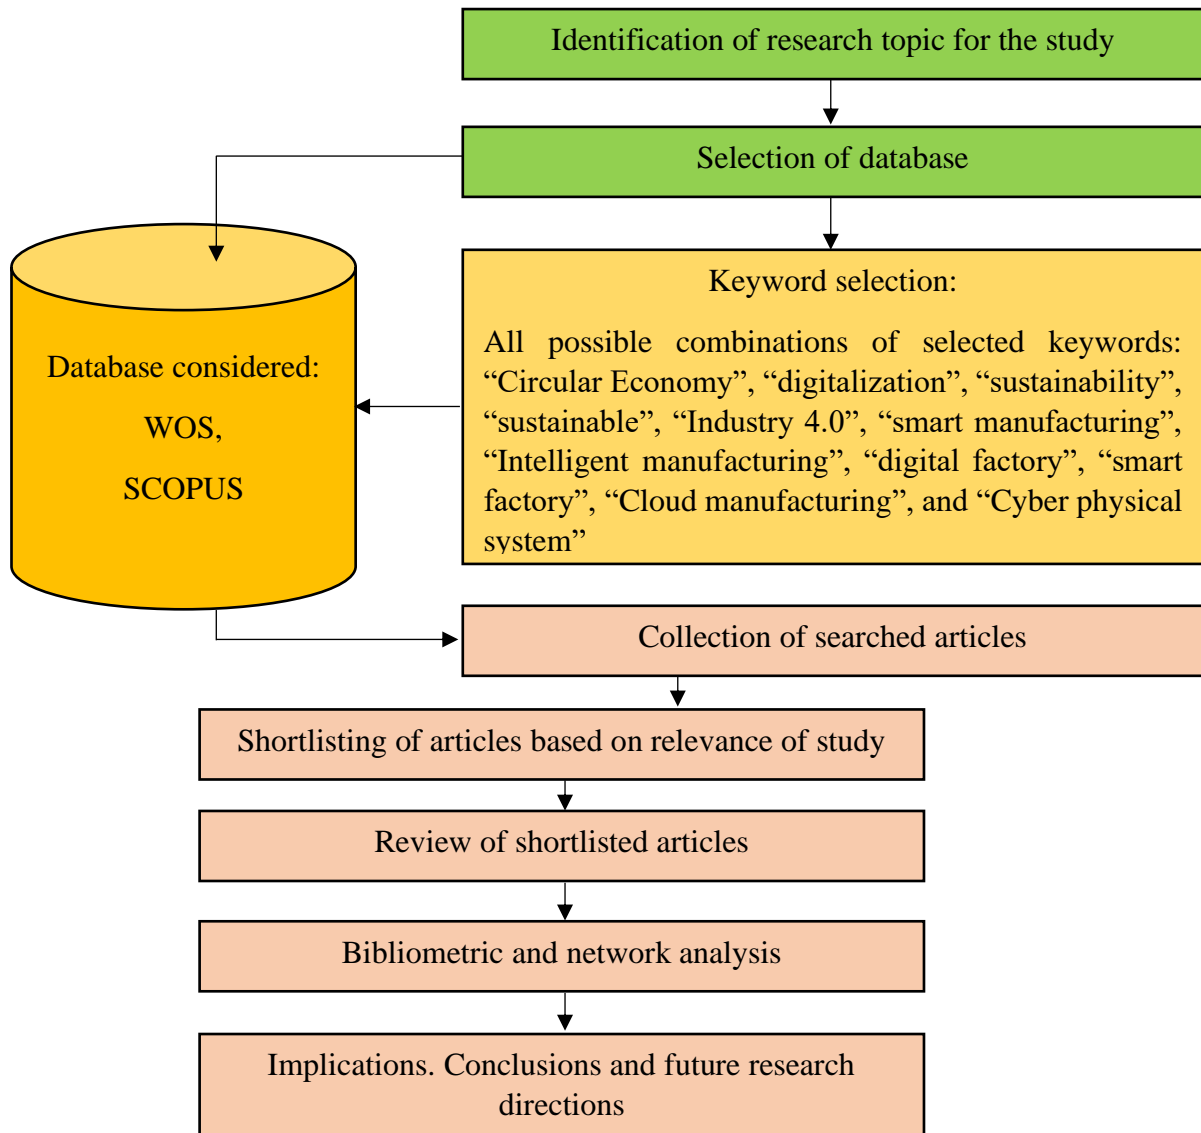 Identification of research topic for the study
Selection of database
Database considered:
WOS,
SCOPUS
Keyword selection:
All possible combinations of selected keywords:
“Circular Economy”, “digitalization”, “sustainability”,
“sustainable”, “Industry 4.0”, “smart manufacturing”,
“Intelligent manufacturing”, “digital factory”, “smart
factory”, “Cloud manufacturing”, and “Cyber physical
system”
Collection of searched articles
Shortlisting of articles based on relevance of study
Review of shortlisted articles
Bibliometric and network analysis
Implications. Conclusions and future research
directions